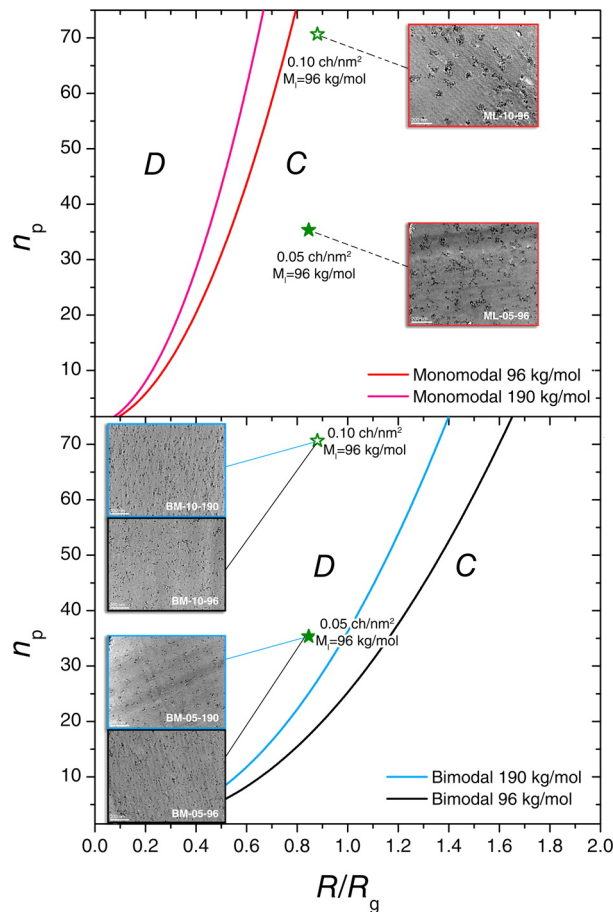 70
60
50
40
30
20
10
n_p
D
C
0.10 ch/nm²
M_l=96 kg/mol
ML-10-96
0.05 ch/nm²
M_l=96 kg/mol
ML-05-96
Monomodal 96 kg/mol
Monomodal 190 kg/mol
70
60
50
40
30
20
10
n_p
BM-10-190
BM-10-96
0.10 ch/nm²
M_l=96 kg/mol
D
C
BM-05-190
BM-05-96
0.05 ch/nm²
M_l=96 kg/mol
Bimodal 190 kg/mol
Bimodal 96 kg/mol
0.0 0.2 0.4 0.6 0.8 1.0 1.2 1.4 1.6 1.8 2.0
R/R_g